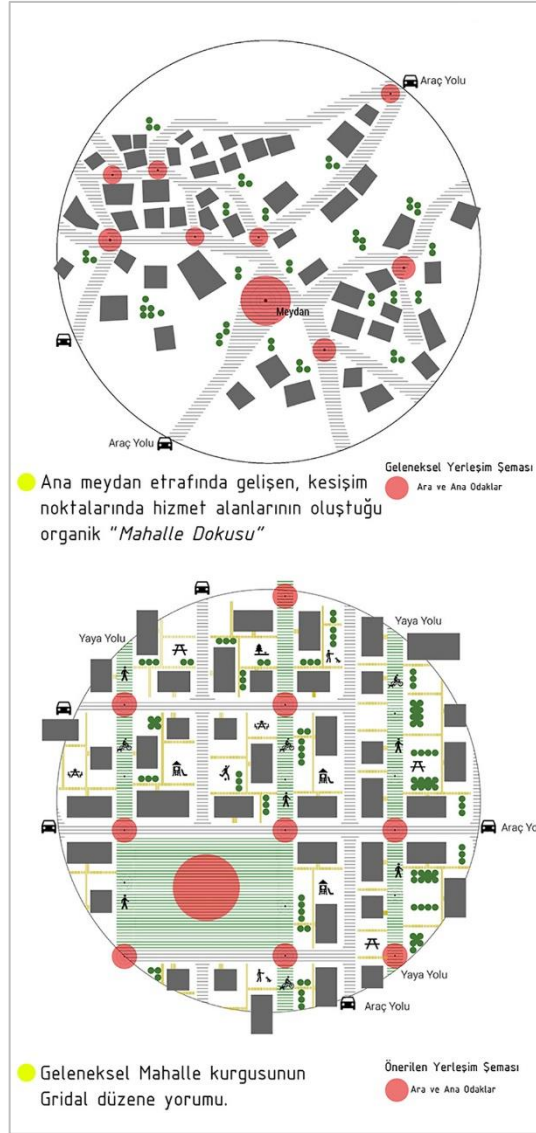 Araç Yolu
Meydan
Araç Yolu
Geleneksel Yerleşim Şeması
Ara ve Ana Odaklar
Ana meydan etrafında gelişen, kesişim
noktalarında hizmet alanlarının oluştuğu
organik "Mahalle Dokusu"
Yaya Yolu
Yaya Yolu
Araç Yolu
Yaya Yolu
Araç Yolu
Geleneksel Mahalle kurgusunun
Gridal düzene yorumu.
Önerilen Yerleşim Şeması
Ara ve Ana Odaklar